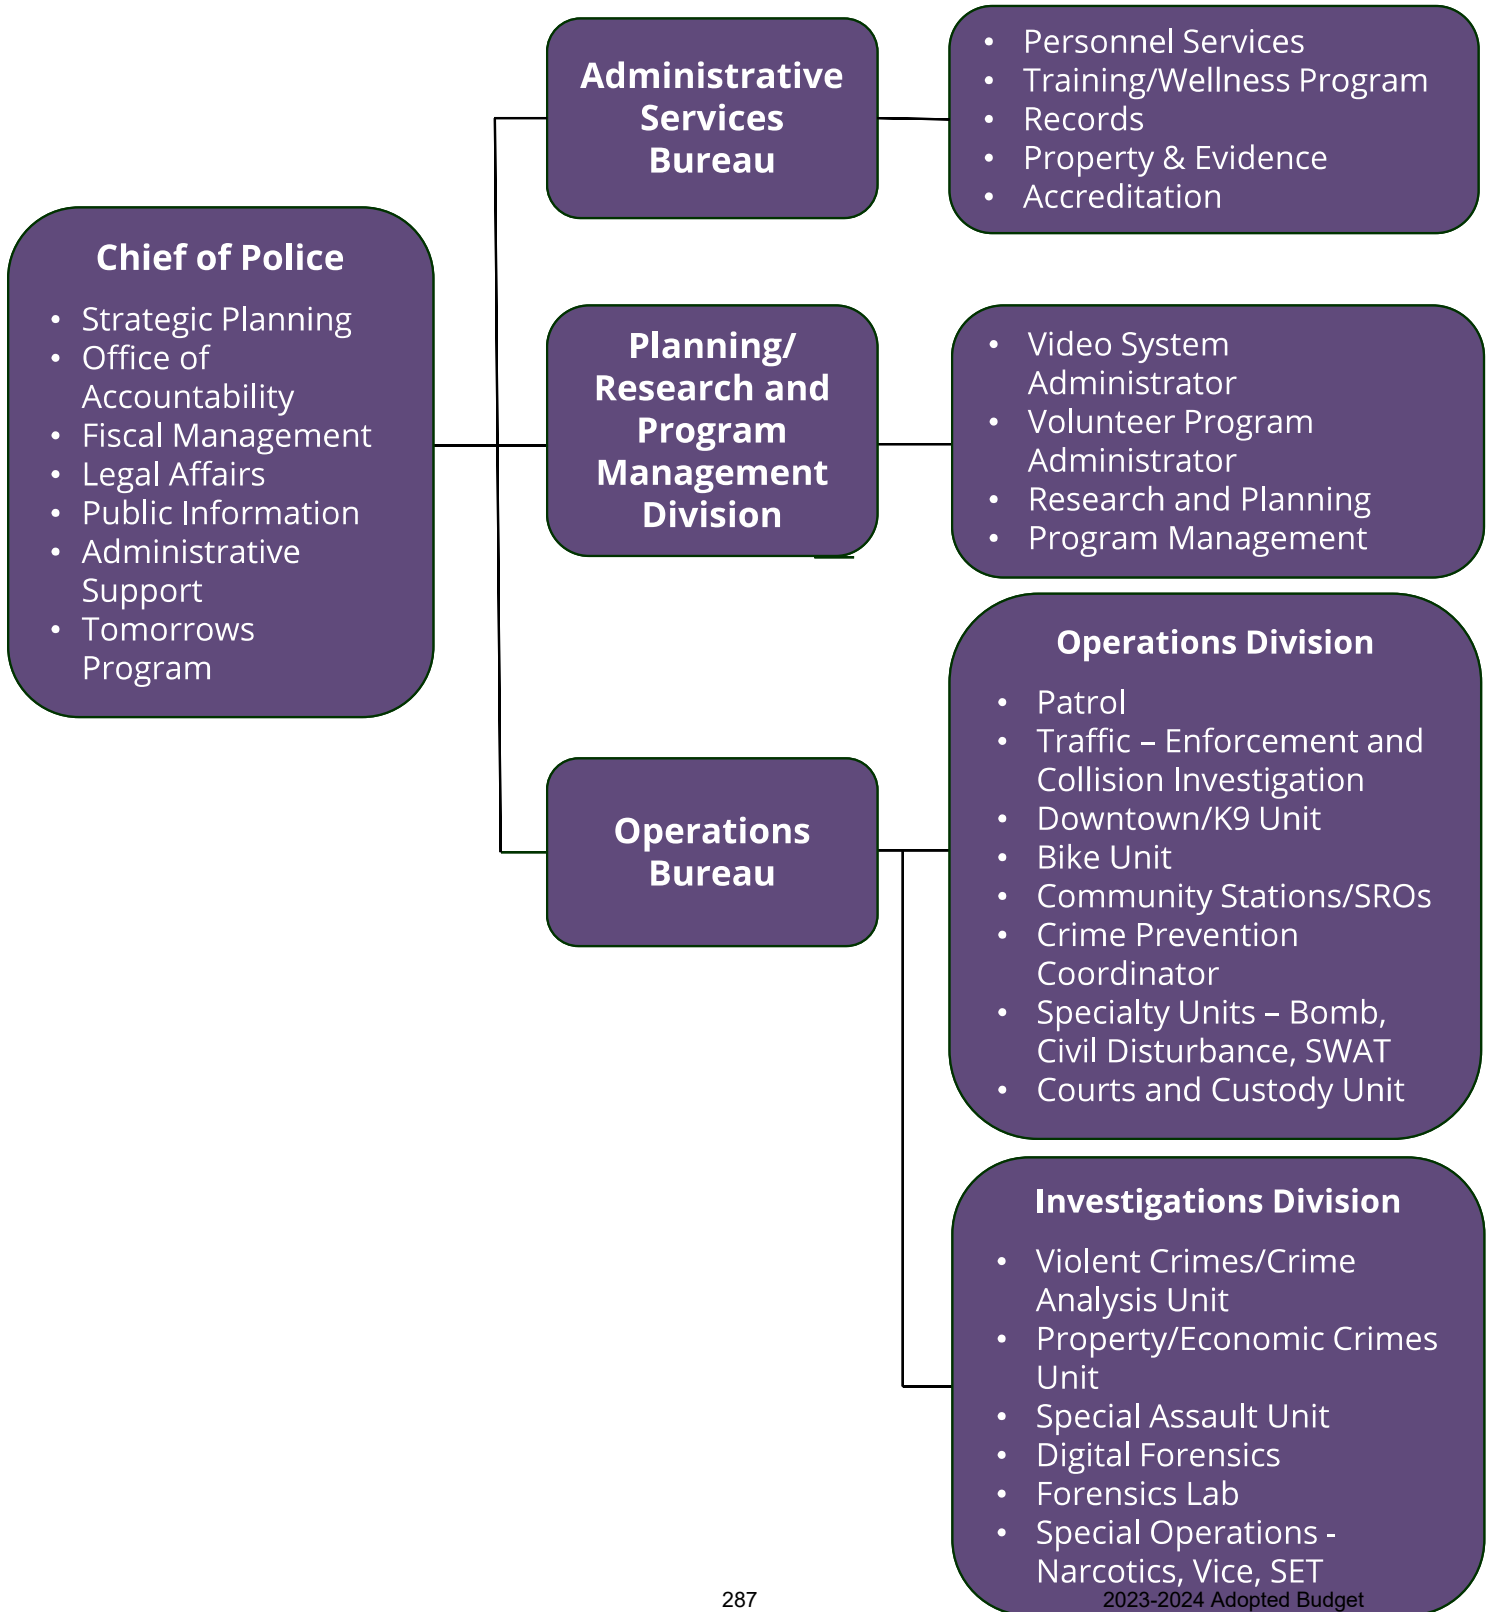 Chief of Police
• Strategic Planning
• Office of
Accountability
• Fiscal Management
• Legal Affairs
• Public Information
• Administrative
Support
• Tomorrows
Program
Administrative
Services
Bureau
• Personnel Services
• Training/Wellness Program
• Records
• Property & Evidence
• Accreditation
Planning/
Research and
Program
Management
Division
• Video System
Administrator
• Volunteer Program
Administrator
• Research and Planning
• Program Management
Operations
Bureau
Operations Division
• Patrol
• Traffic – Enforcement and
Collision Investigation
• Downtown/K9 Unit
• Bike Unit
• Community Stations/SROs
• Crime Prevention
Coordinator
• Specialty Units – Bomb,
Civil Disturbance, SWAT
• Courts and Custody Unit
Investigations Division
• Violent Crimes/Crime
Analysis Unit
• Property/Economic Crimes
Unit
• Special Assault Unit
• Digital Forensics
• Forensics Lab
• Special Operations -
Narcotics, Vice, SET
287
2023-2024 Adopted Budget